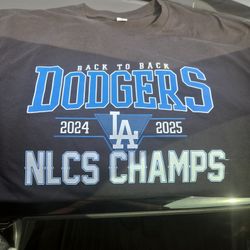 BACK TO BACK
DODGERS
2024 LA 2025
NLCS CHAMPS